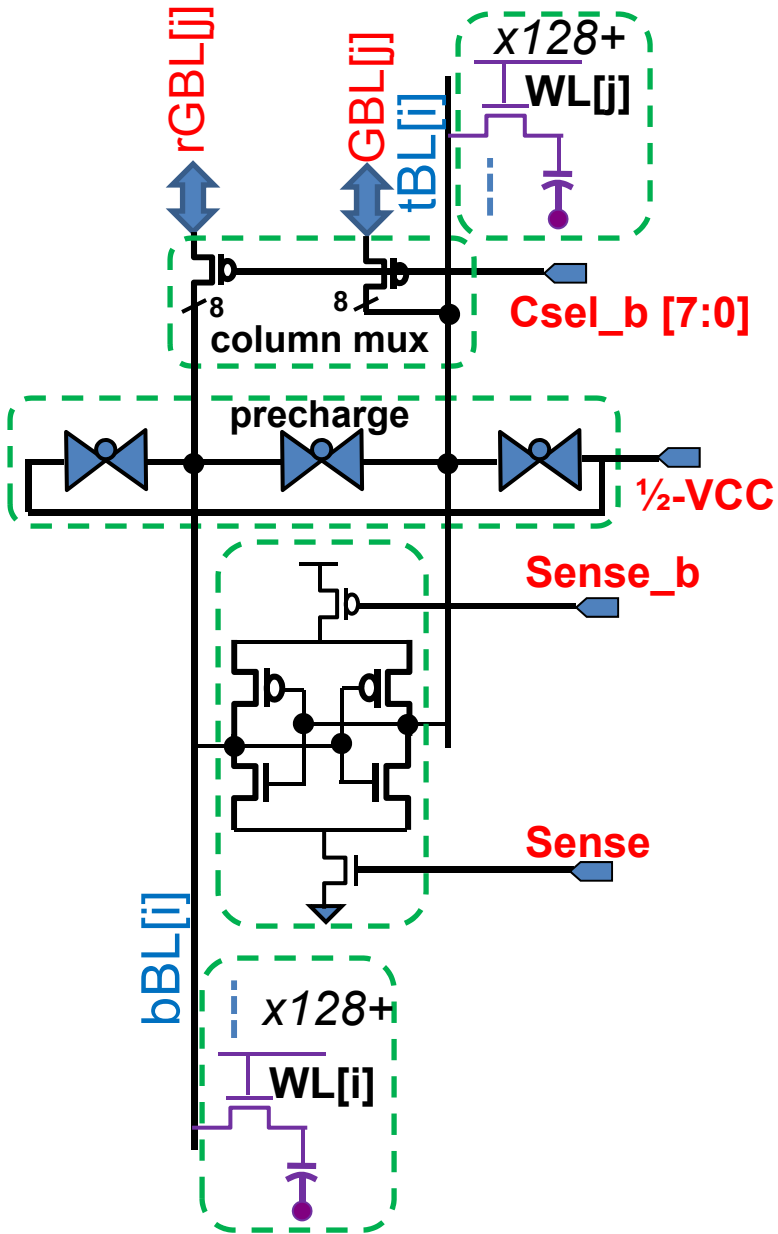 rGBL[j]
GBL[j]
tBL[i]
x128+
WL[j]
8
8
Csel_b [7:0]
column mux
precharge
½-VCC
Sense_b
Sense
bBL[i]
x128+
WL[i]